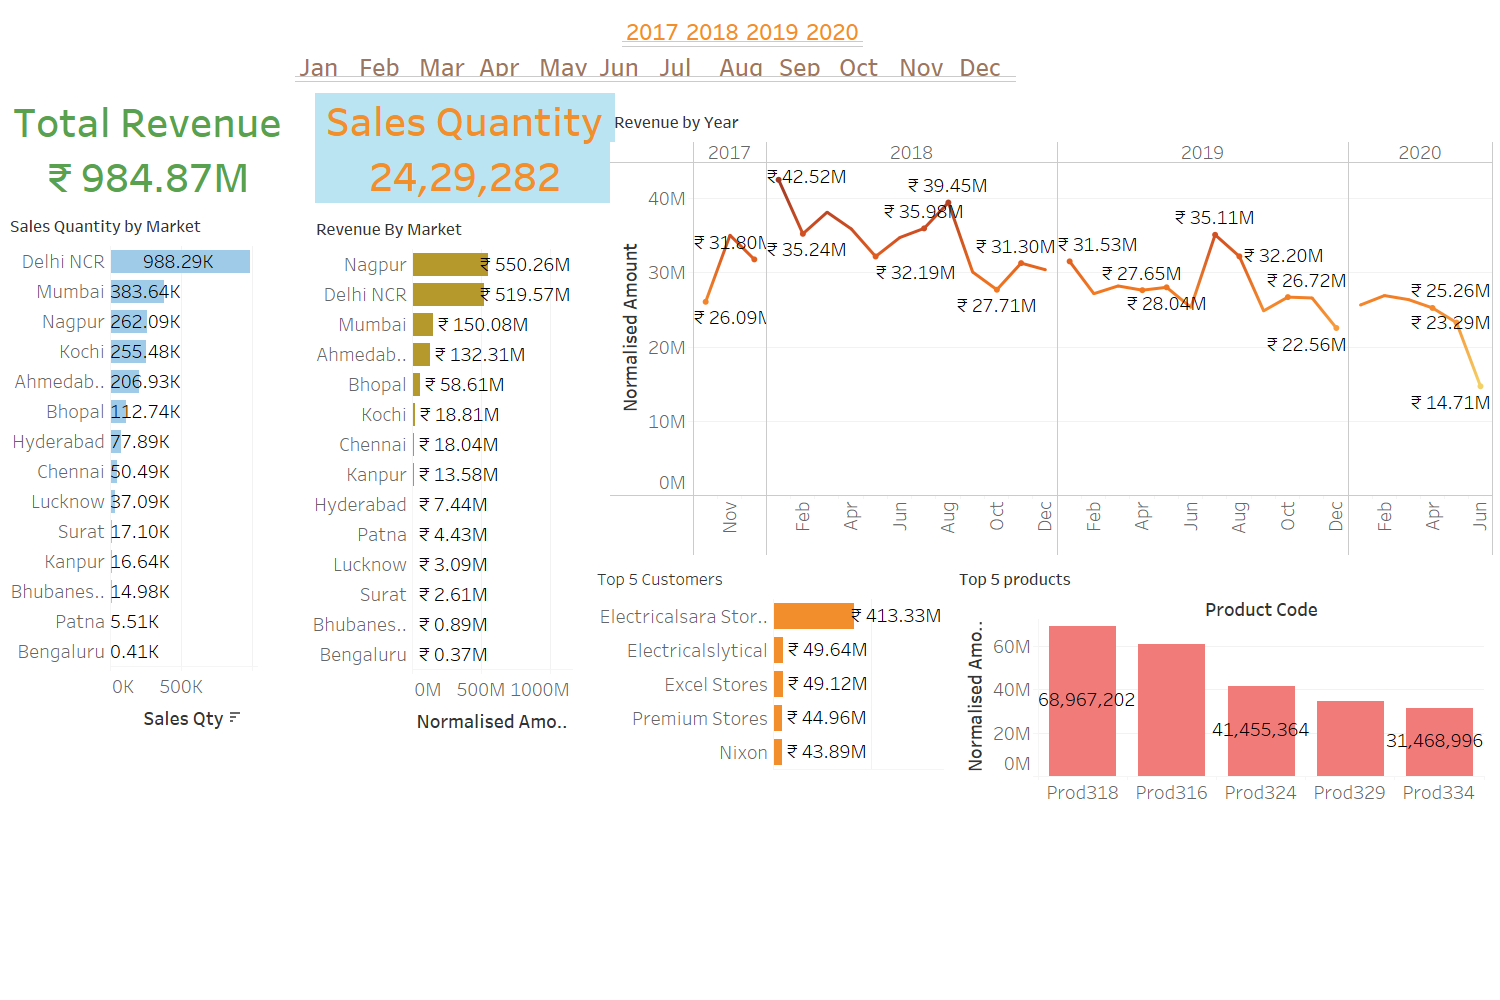 2017 2018 2019 2020
Jan Feb Mar Apr May Jun Jul Aug Sep Oct Nov Dec
Total Revenue
₹ 984.87M
Sales Quantity
24,29,282
Sales Quantity by Market
Delhi NCR 988.29K
Mumbai 383.64K
Nagpur 262.09K
Kochi 255.48K
Ahmedab.. 206.93K
Bhopal 112.74K
Hyderabad 77.89K
Chennai 50.49K
Lucknow 37.09K
Surat 17.10K
Kanpur 16.64K
Bhubanes.. 14.98K
Patna 5.51K
Bengaluru 0.41K
0K 500K
Sales Qty
Revenue By Market
Nagpur ₹ 550.26M
Delhi NCR ₹ 519.57M
Mumbai ₹ 150.08M
Ahmedab.. ₹ 132.31M
Bhopal ₹ 58.61M
Kochi ₹ 18.81M
Chennai ₹ 18.04M
Kanpur ₹ 13.58M
Hyderabad ₹ 7.44M
Patna ₹ 4.43M
Lucknow ₹ 3.09M
Surat ₹ 2.61M
Bhubanes.. ₹ 0.89M
Bengaluru ₹ 0.37M
0M 500M 1000M
Normalised Amo..
Revenue by Year
2017 2018 2019 2020
Normalised Amount
40M
30M
20M
10M
0M
₹ 26.09M
₹ 31.80M
₹ 42.52M
₹ 35.24M
₹ 32.19M
₹ 35.98M
₹ 39.45M
₹ 27.71M
₹ 31.30M
₹ 31.53M
₹ 27.65M
₹ 28.04M
₹ 35.11M
₹ 32.20M
₹ 26.72M
₹ 22.56M
₹ 25.26M
₹ 23.29M
₹ 14.71M
Nov Feb Apr Jun Aug Oct Dec Feb Apr Jun Aug Oct Dec Feb Apr Jun
Top 5 Customers
Electricalsara Stor.. ₹ 413.33M
Electricalslytical ₹ 49.64M
Excel Stores ₹ 49.12M
Premium Stores ₹ 44.96M
Nixon ₹ 43.89M
Top 5 products
Product Code
Normalised Amo..
60M
40M
20M
0M
68,967,202
41,455,364
31,468,996
Prod318 Prod316 Prod324 Prod329 Prod334